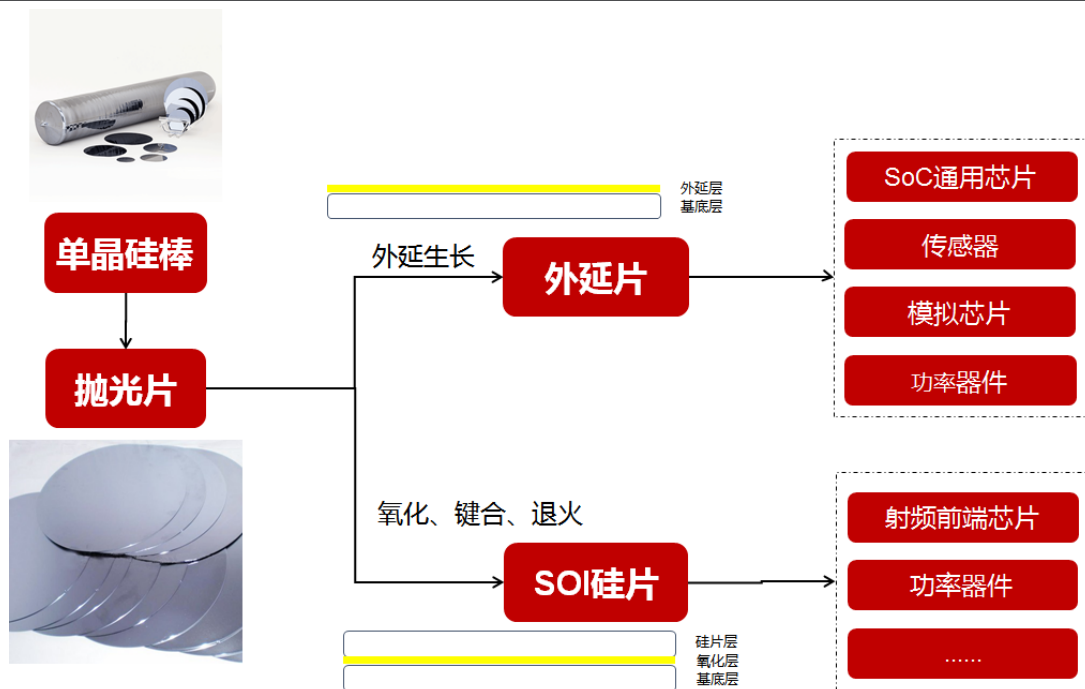 外延层
基底层
单晶硅棒
外延生长
外延片
SoC通用芯片
传感器
模拟芯片
功率器件
抛光片
氧化、键合、退火
SOI硅片
射频前端芯片
功率器件
......
硅片层
氧化层
基底层